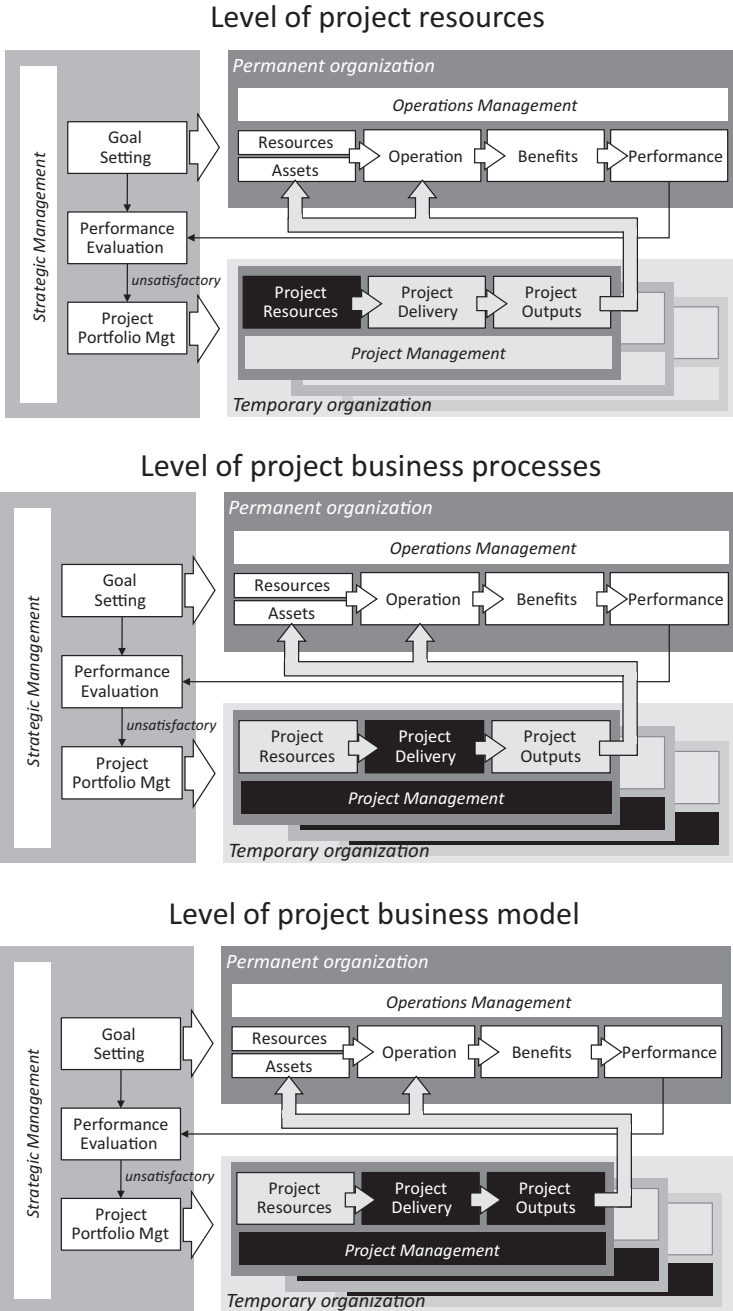 Level of project resources
Permanent organization
Operations Management
Strategic Management
Goal
Setting
Resources
Assets
Operation
Benefits
Performance
Performance
Evaluation
unsatisfactory
Project
Portfolio Mgt
Project
Resources
Project
Delivery
Project
Outputs
Project Management
Temporary organization
Level of project business processes
Permanent organization
Operations Management
Strategic Management
Goal
Setting
Resources
Assets
Operation
Benefits
Performance
Performance
Evaluation
unsatisfactory
Project
Portfolio Mgt
Project
Resources
Project
Delivery
Project
Outputs
Project Management
Temporary organization
Level of project business model
Permanent organization
Operations Management
Strategic Management
Goal
Setting
Resources
Assets
Operation
Benefits
Performance
Performance
Evaluation
unsatisfactory
Project
Portfolio Mgt
Project
Resources
Project
Delivery
Project
Outputs
Project Management
Temporary organization